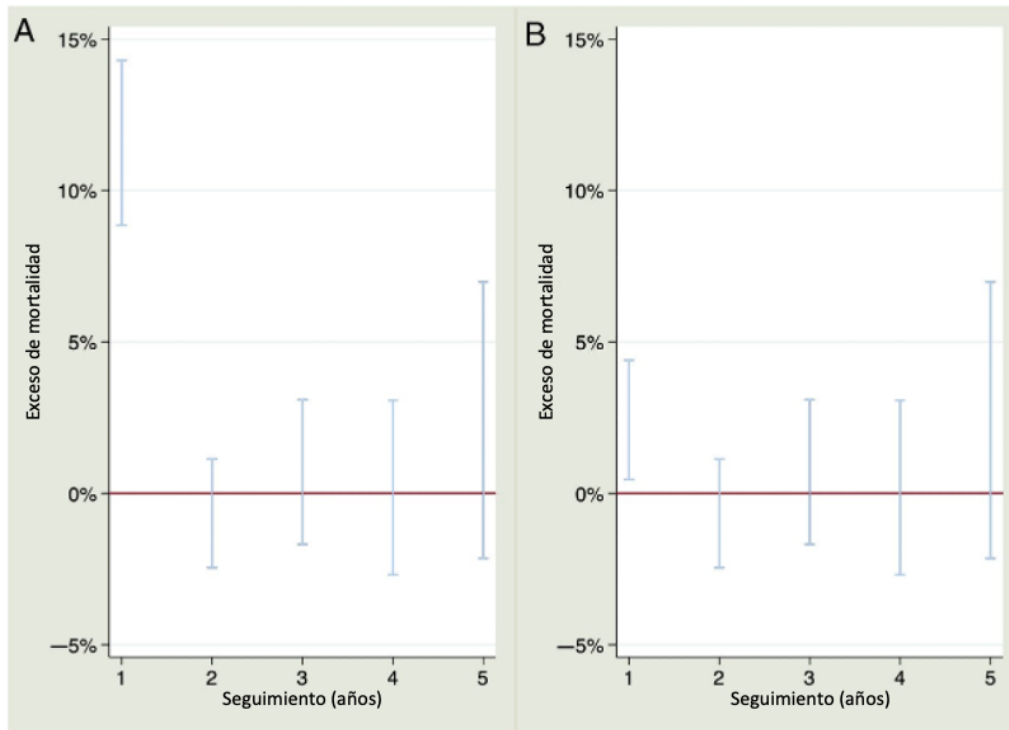 A
15%
10%
5%
0%
—5%
Exceso de mortalidad
1 2 3 4 5
Seguimiento (años)
B
15%
10%
5%
0%
—5%
Exceso de mortalidad
1 2 3 4 5
Seguimiento (años)